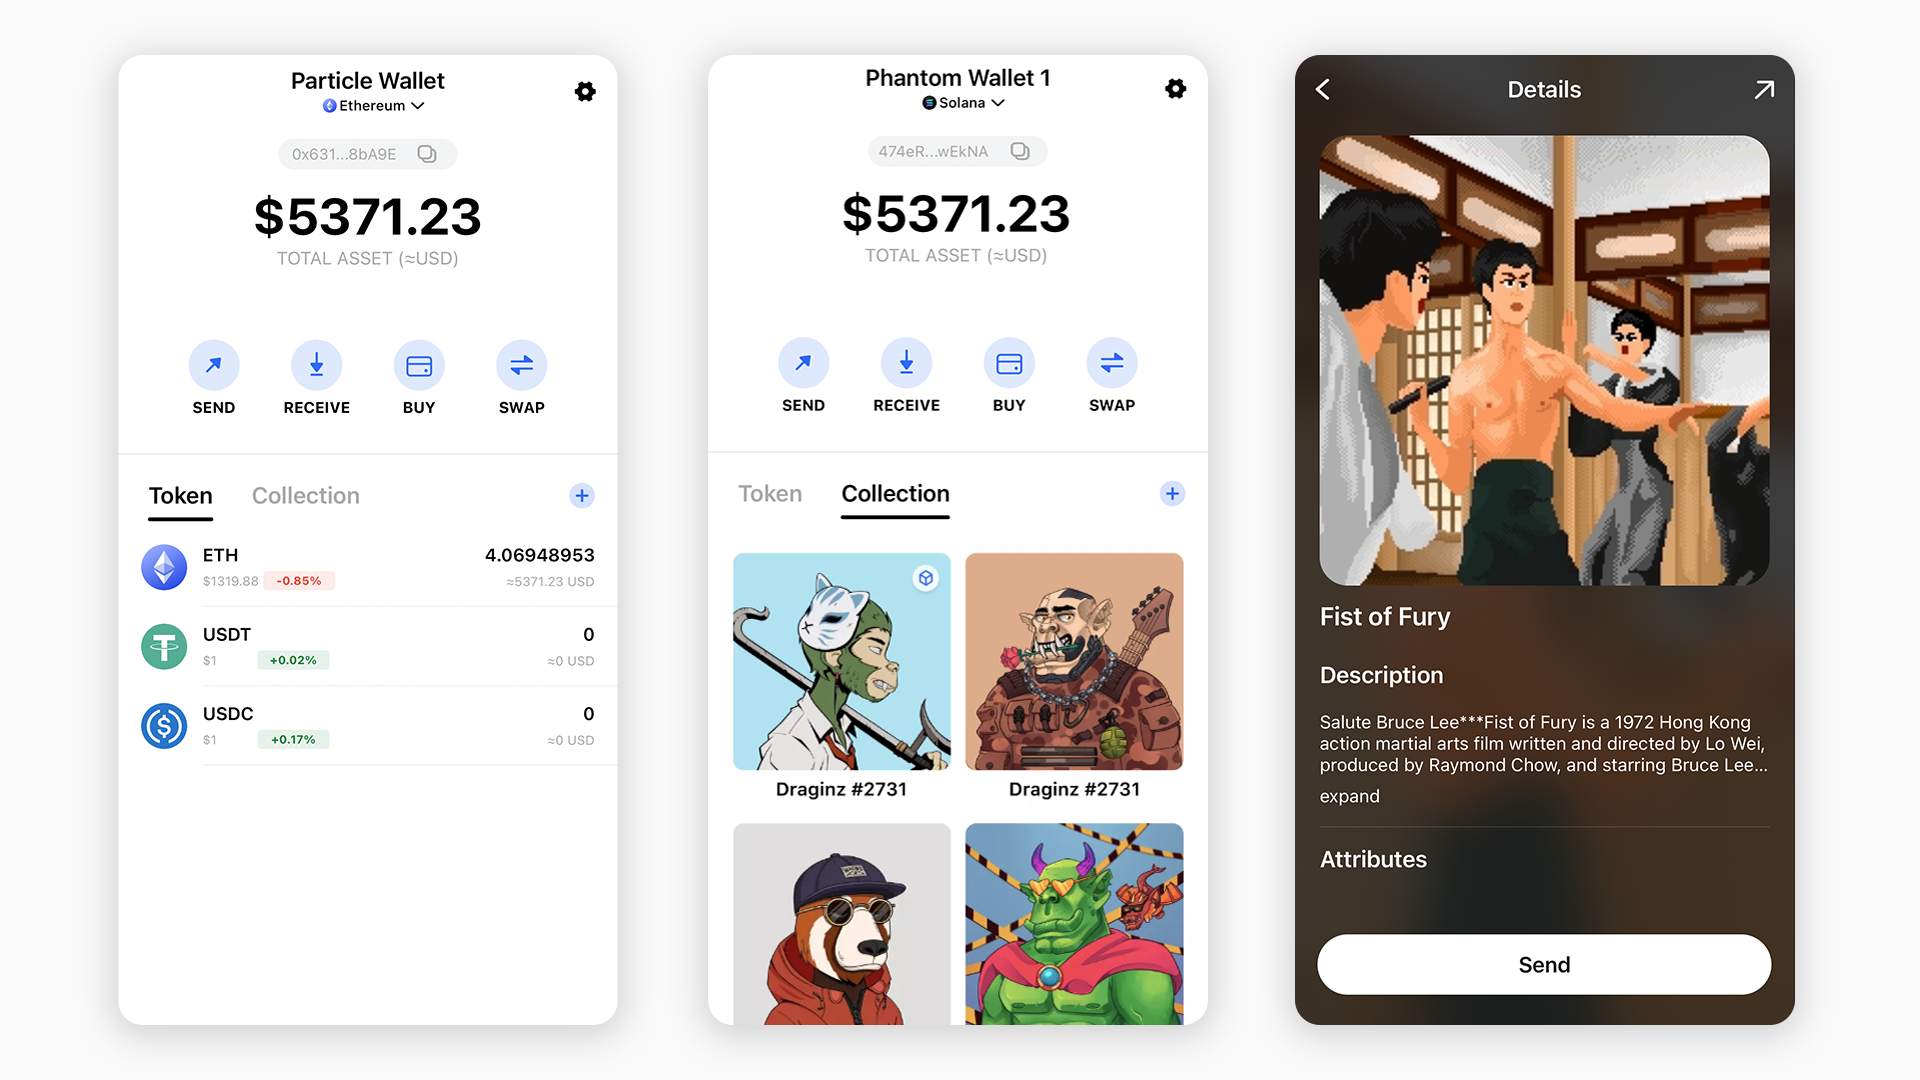 Particle Wallet
Ethereum
0x631...8bA9E
$5371.23
TOTAL ASSET (≈USD)
SEND RECEIVE BUY SWAP
Token Collection
ETH 4.06948953
$1319.88 -0.85% ≈5371.23 USD
USDT 0
$1 +0.02% ≈0 USD
USDC 0
$1 +0.17% ≈0 USD
Phantom Wallet 1
Solana
474eR...wEkNA
$5371.23
TOTAL ASSET (≈USD)
SEND RECEIVE BUY SWAP
Token Collection
Draginz #2731 Draginz #2731
Details
Fist of Fury
Description
Salute Bruce Lee***Fist of Fury is a 1972 Hong Kong
action martial arts film written and directed by Lo Wei,
produced by Raymond Chow, and starring Bruce Lee...
expand
Attributes
Send